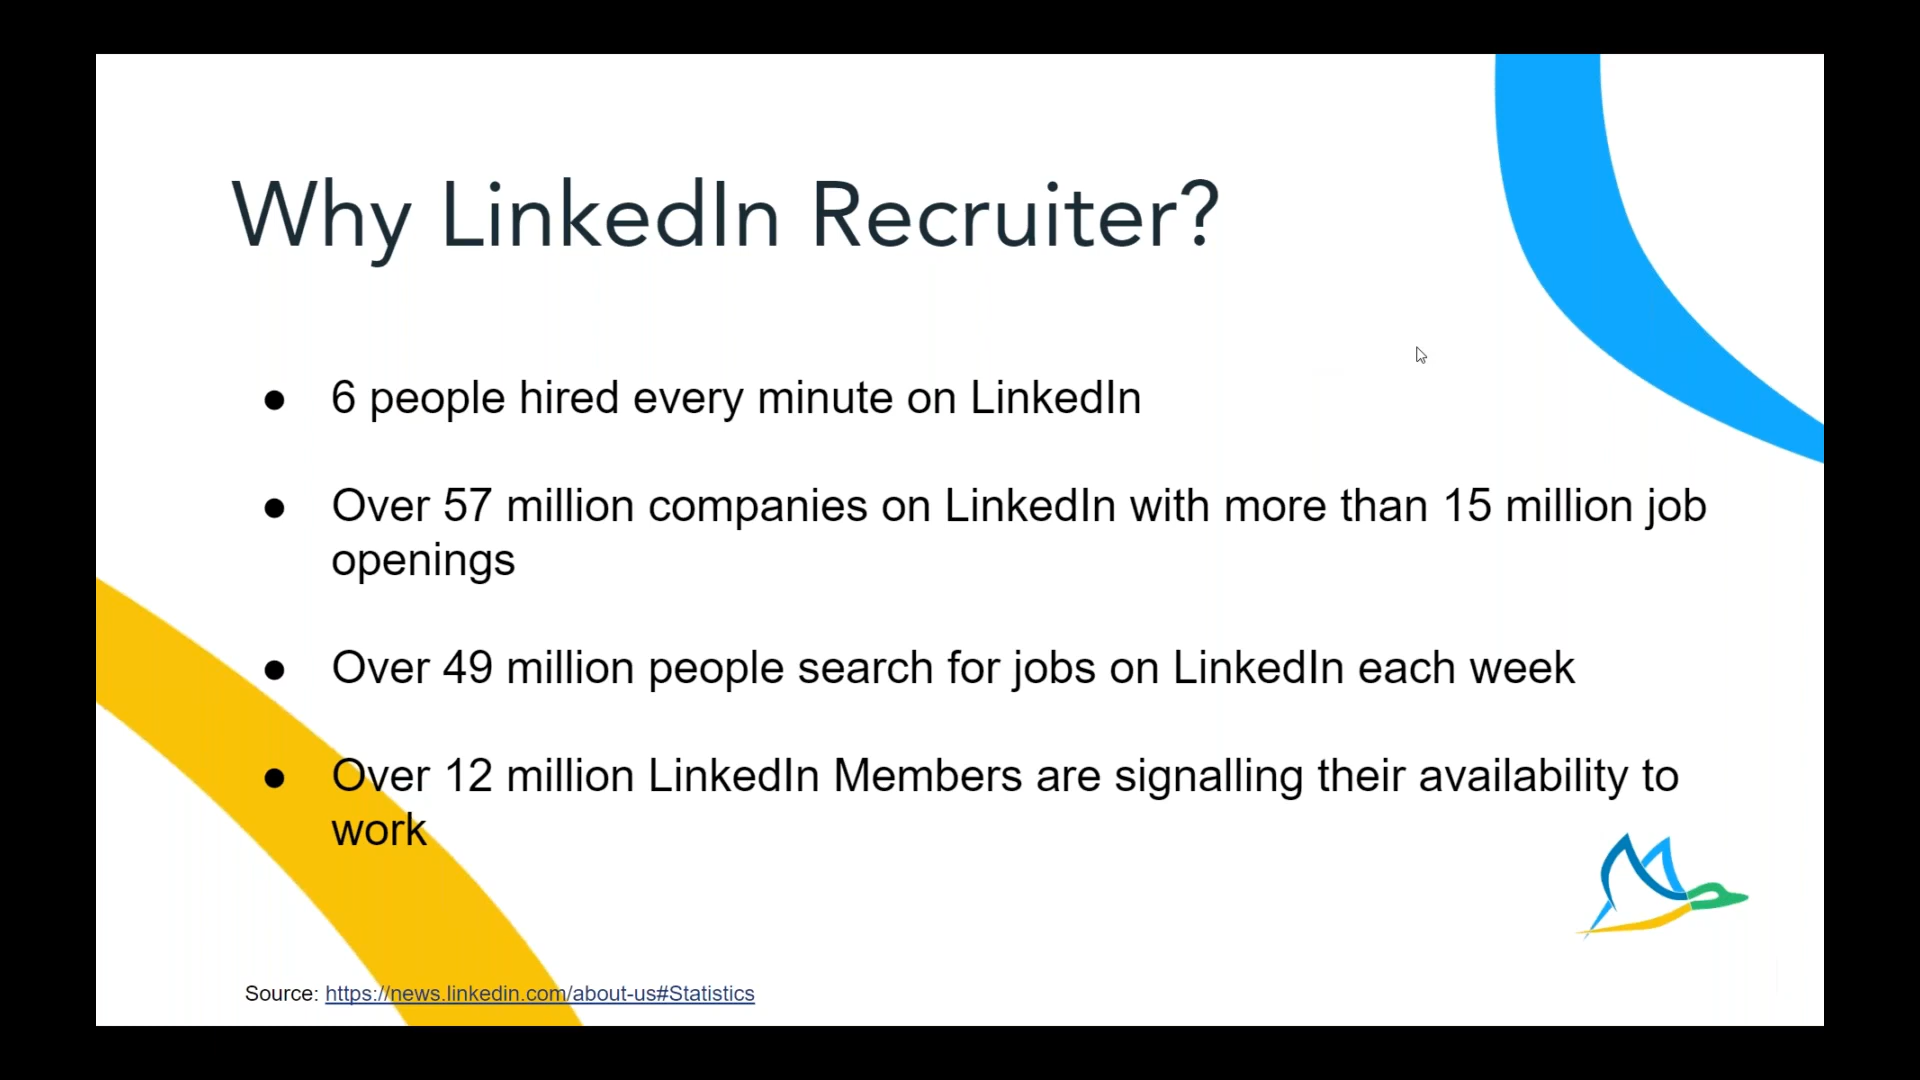 Why LinkedIn Recruiter?
● 6 people hired every minute on LinkedIn
● Over 57 million companies on LinkedIn with more than 15 million job
openings
● Over 49 million people search for jobs on LinkedIn each week
● Over 12 million LinkedIn Members are signalling their availability to
work
Source: https://news.linkedin.com/about-us#Statistics